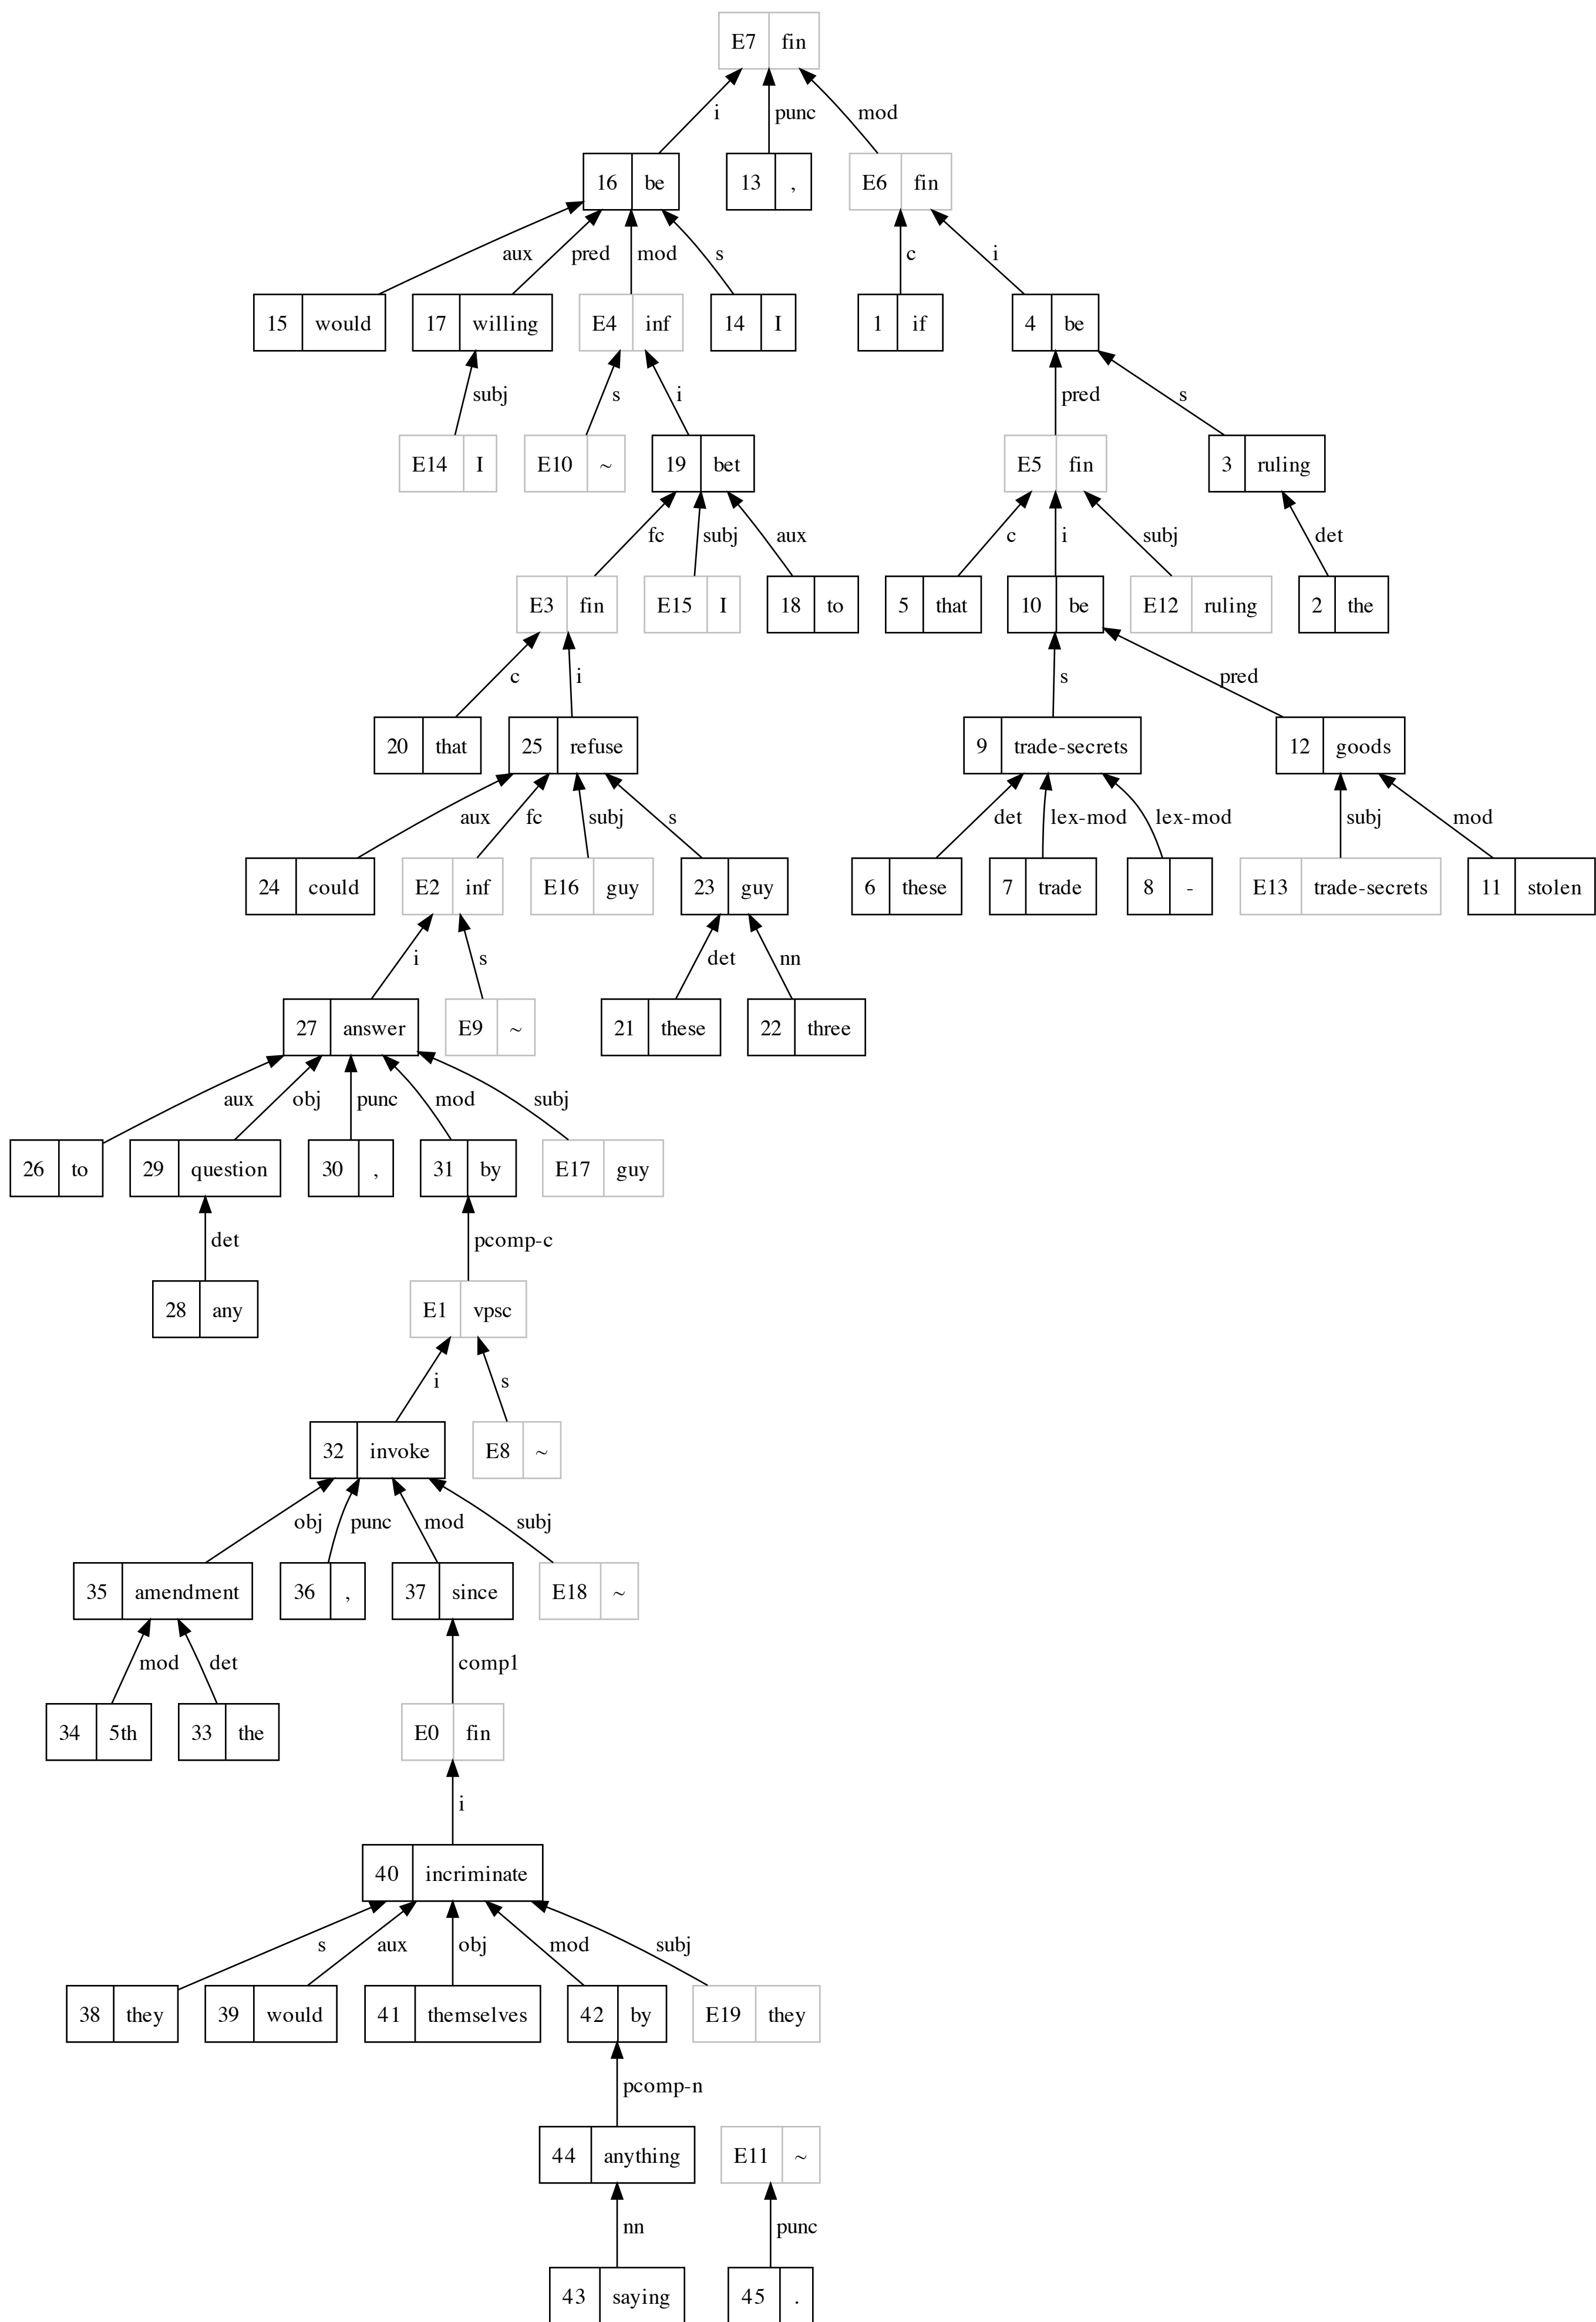 E7 fin
i punc mod
16 be 13 , E6 fin
aux pred mod s c i
15 would 17 willing E4 inf 14 I 1 if 4 be
subj s i pred s
E14 I E10 ~ 19 bet E5 fin 3 ruling
fc subj aux c i subj det
E3 fin E15 I 18 to 5 that 10 be E12 ruling 2 the
c i s pred
20 that 25 refuse 9 trade-secrets 12 goods
aux fc subj s det lex-mod lex-mod subj mod
24 could E2 inf E16 guy 23 guy 6 these 7 trade 8 - E13 trade-secrets 11 stolen
i s det nn
27 answer E9 ~ 21 these 22 three
aux obj punc mod subj
26 to 29 question 30 , 31 by E17 guy
det pcomp-c
28 any E1 vpsc
i s
32 invoke E8 ~
obj punc mod subj
35 amendment 36 , 37 since E18 ~
mod det comp1
34 5th 33 the E0 fin
i
40 incriminate
s aux obj mod subj
38 they 39 would 41 themselves 42 by E19 they
pcomp-n
44 anything E11 ~
nn punc
43 saying 45 .